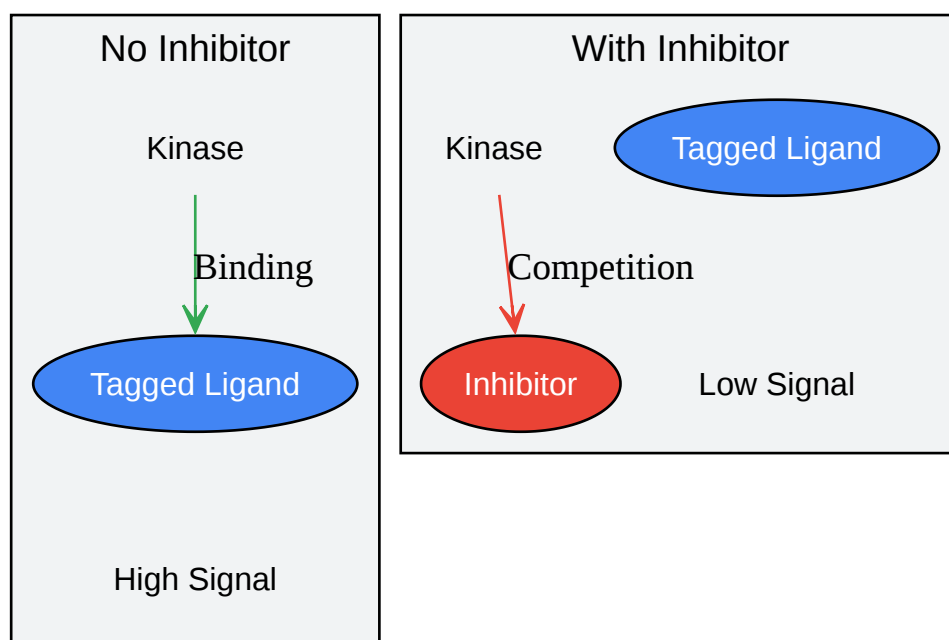 No Inhibitor
Kinase
Binding
Tagged Ligand
High Signal
With Inhibitor
Kinase
Tagged Ligand
Competition
Inhibitor
Low Signal